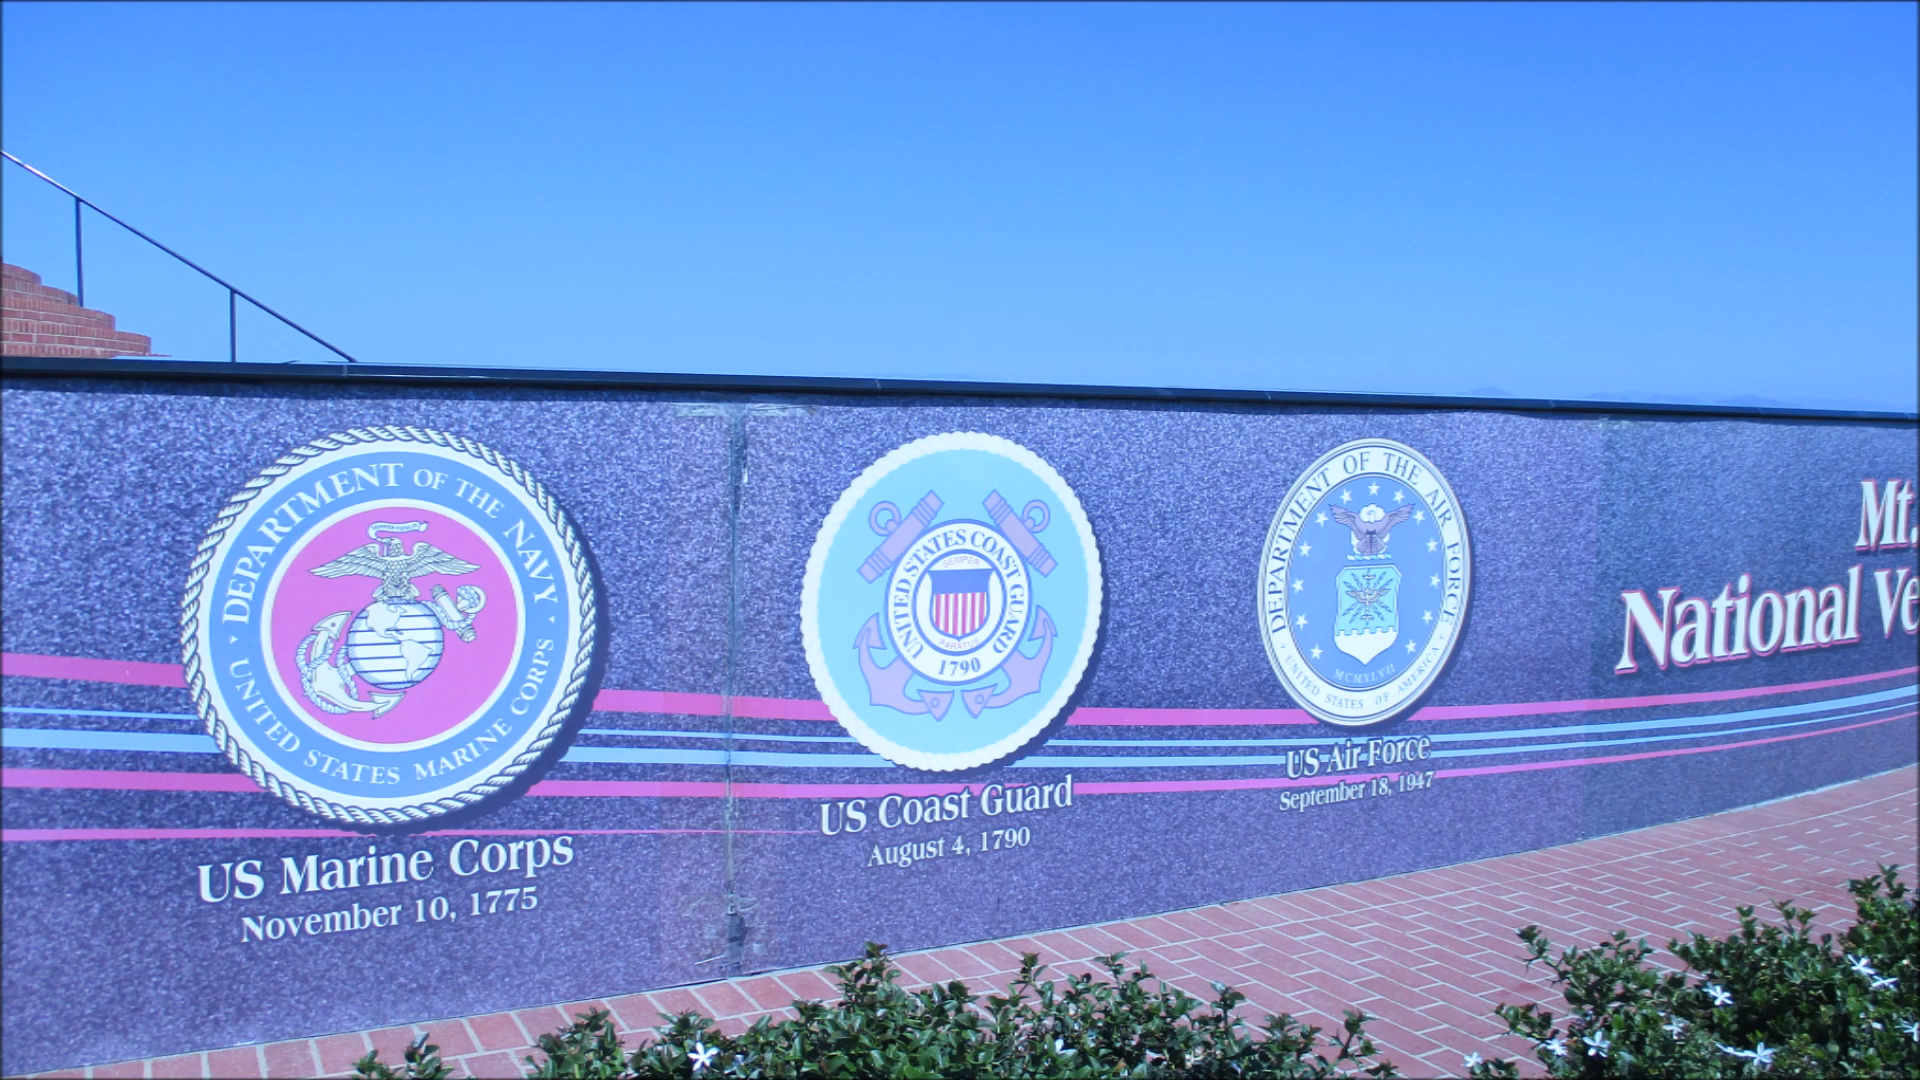 DEPARTMENT OF THE NAVY
UNITED STATES MARINE CORPS
US Marine Corps
November 10, 1775
UNITED STATES COAST GUARD
SEMPER
PARATUS
1790
US Coast Guard
August 4, 1790
DEPARTMENT OF THE AIR FORCE
MCMXLVII
UNITED STATES OF AMERICA
US Air Force
September 18, 1947
Mt.
National Ve